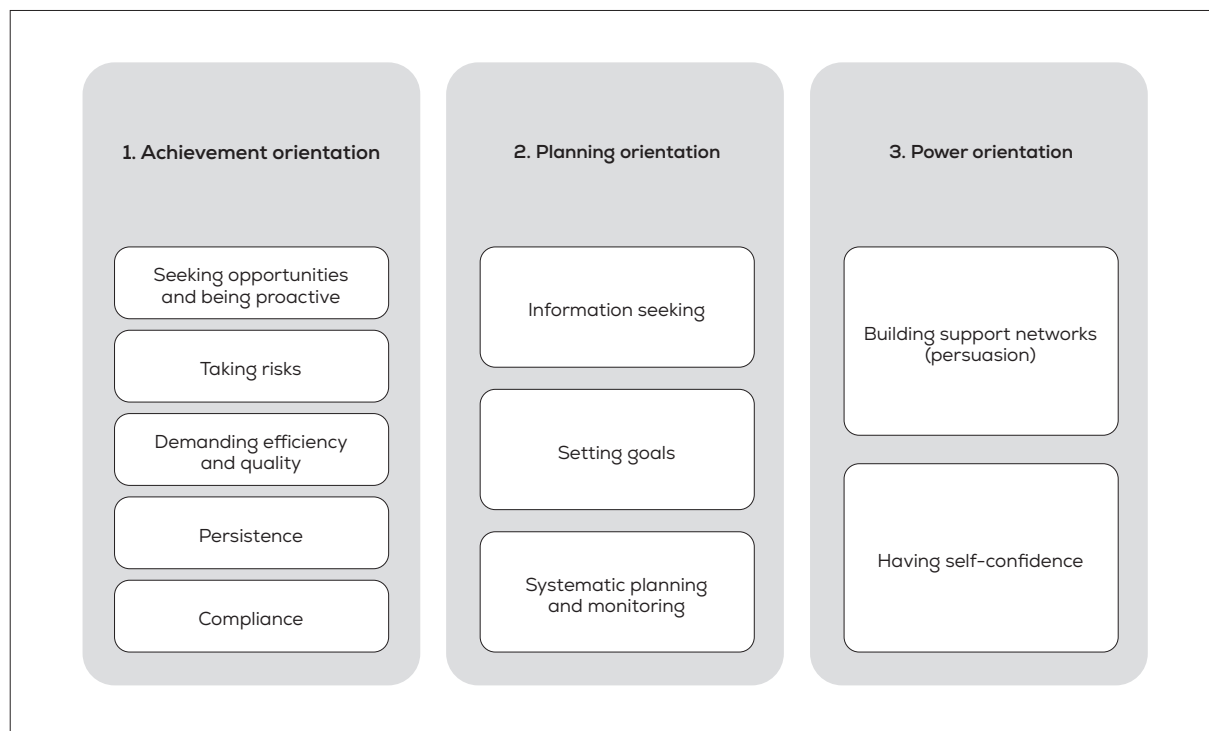 1. Achievement orientation
Seeking opportunities
and being proactive
Taking risks
Demanding efficiency
and quality
Persistence
Compliance
2. Planning orientation
Information seeking
Setting goals
Systematic planning
and monitoring
3. Power orientation
Building support networks
(persuasion)
Having self-confidence